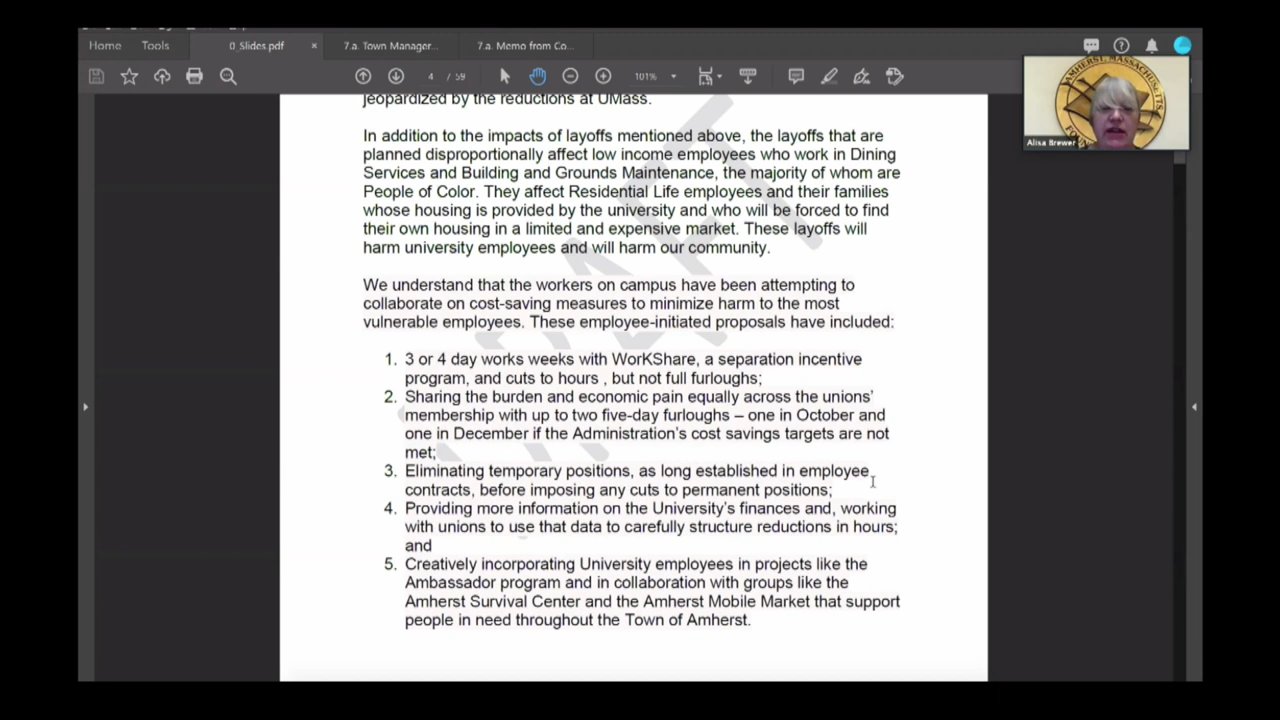 Home Tools 0_Slides.pdf × 7.a. Town Manager... 7.a. Memo from Co...
4 / 59 101%
AMHERST, MASSACHUSETTS
Alisa Brewer
jeopardized by the reductions at UMass.
In addition to the impacts of layoffs mentioned above, the layoffs that are
planned disproportionally affect low income employees who work in Dining
Services and Building and Grounds Maintenance, the majority of whom are
People of Color. They affect Residential Life employees and their families
whose housing is provided by the university and who will be forced to find
their own housing in a limited and expensive market. These layoffs will
harm university employees and will harm our community.
We understand that the workers on campus have been attempting to
collaborate on cost-saving measures to minimize harm to the most
vulnerable employees. These employee-initiated proposals have included:
1. 3 or 4 day works weeks with WorKShare, a separation incentive
program, and cuts to hours , but not full furloughs;
2. Sharing the burden and economic pain equally across the unions'
membership with up to two five-day furloughs – one in October and
one in December if the Administration's cost savings targets are not
met;
3. Eliminating temporary positions, as long established in employee
contracts, before imposing any cuts to permanent positions;
4. Providing more information on the University's finances and, working
with unions to use that data to carefully structure reductions in hours;
and
5. Creatively incorporating University employees in projects like the
Ambassador program and in collaboration with groups like the
Amherst Survival Center and the Amherst Mobile Market that support
people in need throughout the Town of Amherst.
DRAFT